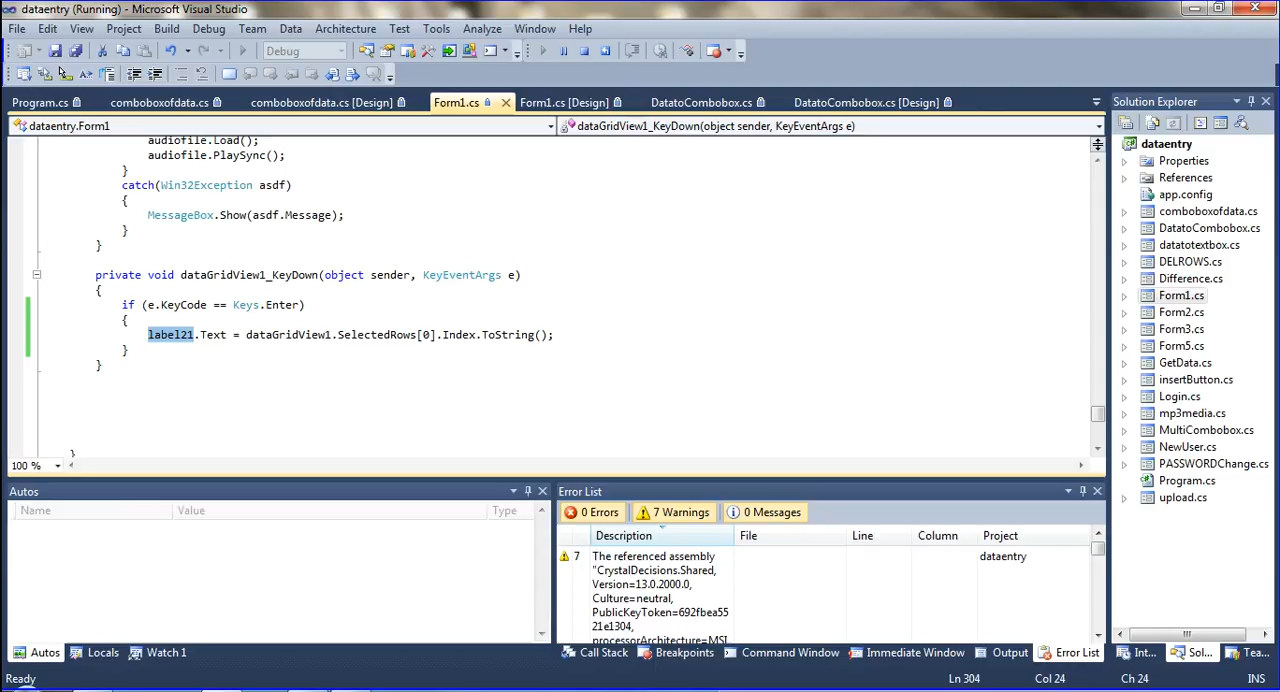 dataentry (Running) - Microsoft Visual Studio
File Edit View Project Build Debug Team Data Architecture Test Tools Analyze Window Help
Debug
Program.cs comboboxofdata.cs comboboxofdata.cs [Design] Form1.cs Form1.cs [Design] DatatoCombobox.cs DatatoCombobox.cs [Design]
dataentry.Form1 dataGridView1_KeyDown(object sender, KeyEventArgs e)
audiofile.Load();
audiofile.PlaySync();
}
catch(Win32Exception asdf)
{
MessageBox.Show(asdf.Message);
}
}
private void dataGridView1_KeyDown(object sender, KeyEventArgs e)
{
if (e.KeyCode == Keys.Enter)
{
label21.Text = dataGridView1.SelectedRows[0].Index.ToString();
}
}
}
100 %
Solution Explorer
dataentry
Properties
References
app.config
comboboxofdata.cs
DatatoCombobox.cs
datatotextbox.cs
DELROWS.cs
Difference.cs
Form1.cs
Form2.cs
Form3.cs
Form5.cs
GetData.cs
insertButton.cs
Login.cs
mp3media.cs
MultiCombobox.cs
NewUser.cs
PASSWORDChange.cs
Program.cs
upload.cs
Autos
Name Value Type
Error List
0 Errors 7 Warnings 0 Messages
Description File Line Column Project
7 The referenced assembly dataentry
"CrystalDecisions.Shared,
Version=13.0.2000.0,
Culture=neutral,
PublicKeyToken=692fbea55
21e1304,
processorArchitecture=MSI
Autos Locals Watch 1
Call Stack Breakpoints Command Window Immediate Window Output Error List
Int... Sol... Tea...
Ready Ln 304 Col 24 Ch 24 INS